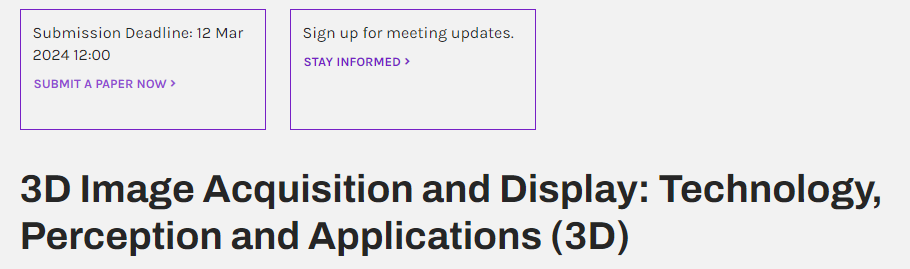 Submission Deadline: 12 Mar
2024 12:00
SUBMIT A PAPER NOW >
Sign up for meeting updates.
STAY INFORMED >
3D Image Acquisition and Display: Technology,
Perception and Applications (3D)